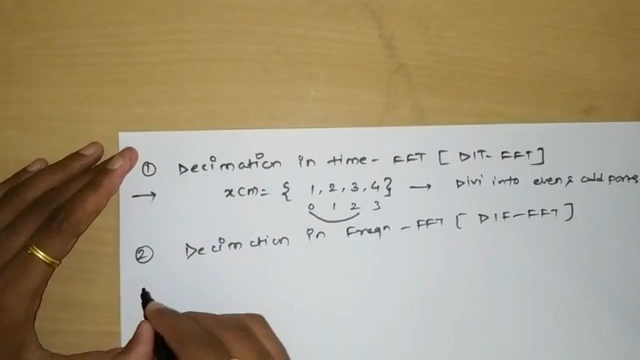 ① Decimation in time - FFT [ DIT - FFT ]
→ x(n) = { 1, 2, 3, 4 } → Divi into even & odd parts
0 1 2 3
② Decimation in Freqn - FFT [ DIF - FFT ]